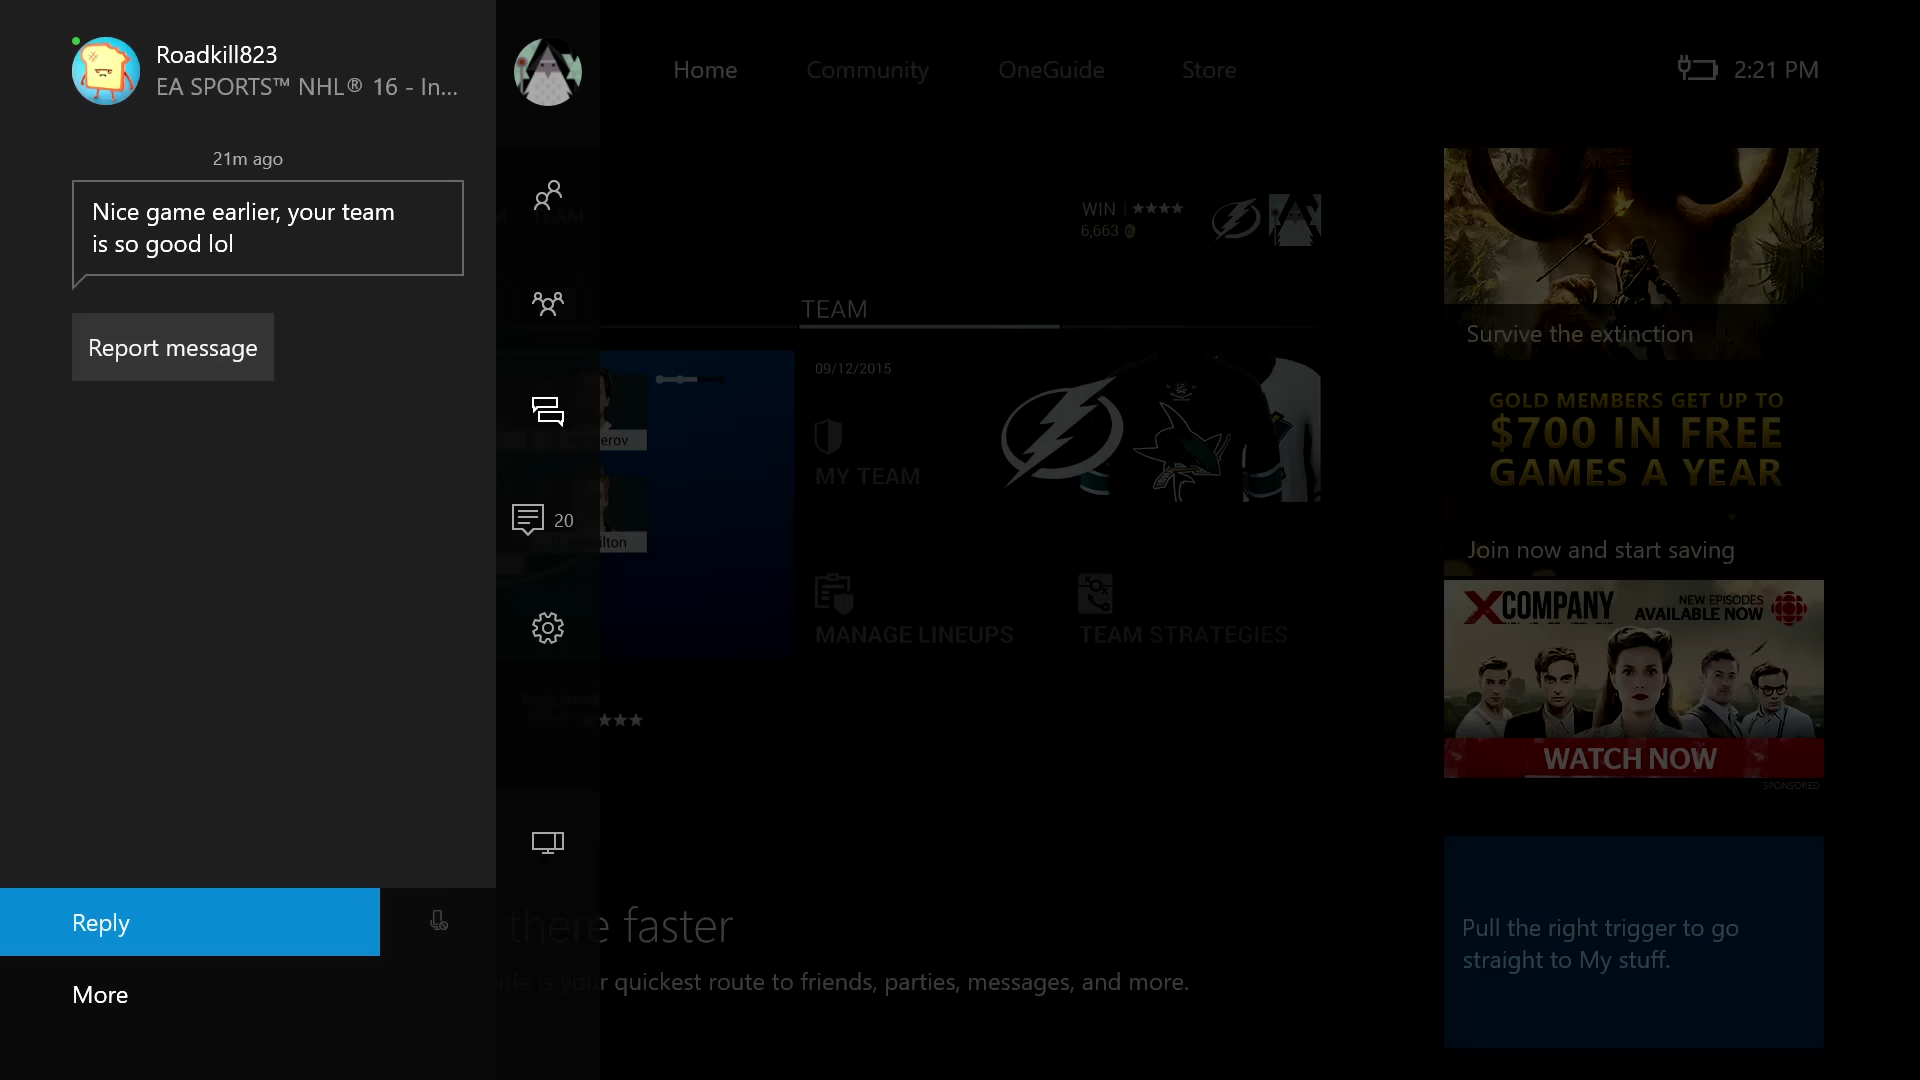 Roadkill823
EA SPORTS™ NHL® 16 - In...
21m ago
Nice game earlier, your team
is so good lol
Report message
Reply
More
20
Home
Community
OneGuide
Store
2:21 PM
WIN
6,663
TEAM
09/12/2015
MY TEAM
MANAGE LINEUPS
TEAM STRATEGIES
there faster
your quickest route to friends, parties, messages, and more.
Survive the extinction
GOLD MEMBERS GET UP TO
$700 IN FREE
GAMES A YEAR
Join now and start saving
XCOMPANY
NEW EPISODES
AVAILABLE NOW
WATCH NOW
SPONSORED
Pull the right trigger to go
straight to My stuff.